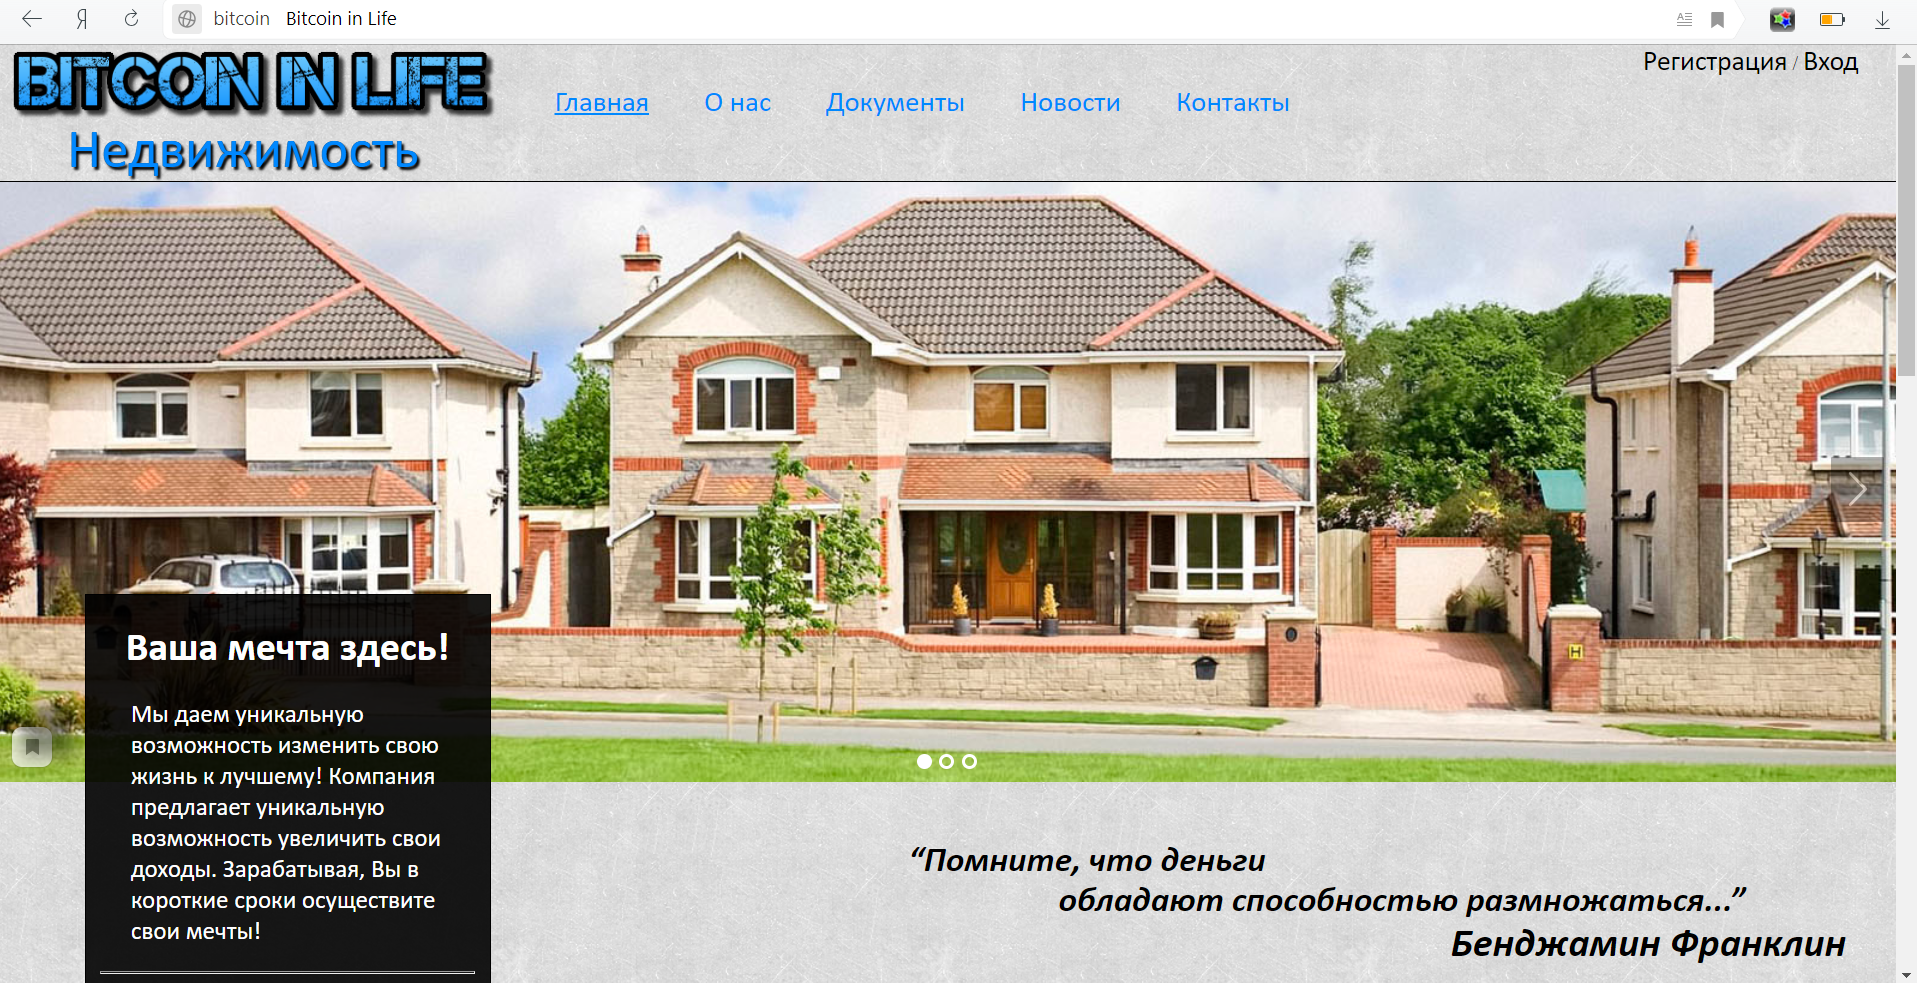 bitcoin Bitcoin in Life
BITCOIN IN LIFE
Недвижимость
Главная О нас Документы Новости Контакты
Регистрация / Вход
H
Ваша мечта здесь!
Мы даем уникальную
возможность изменить свою
жизнь к лучшему! Компания
предлагает уникальную
возможность увеличить свои
доходы. Зарабатывая, Вы в
короткие сроки осуществите
свои мечты!
“Помните, что деньги
обладают способностью размножаться...”
Бенджамин Франклин